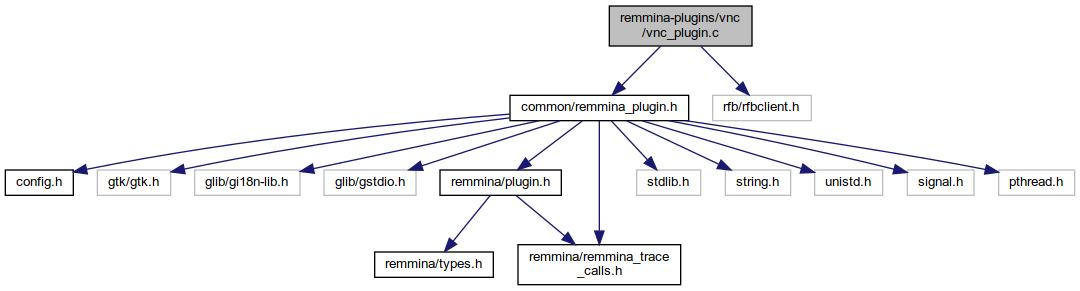 remmina-plugins/vnc
/vnc_plugin.c
common/remmina_plugin.h
rfb/rfbclient.h
config.h
gtk/gtk.h
glib/gi18n-lib.h
glib/gstdio.h
remmina/plugin.h
stdlib.h
string.h
unistd.h
signal.h
pthread.h
remmina/types.h
remmina/remmina_trace
_calls.h